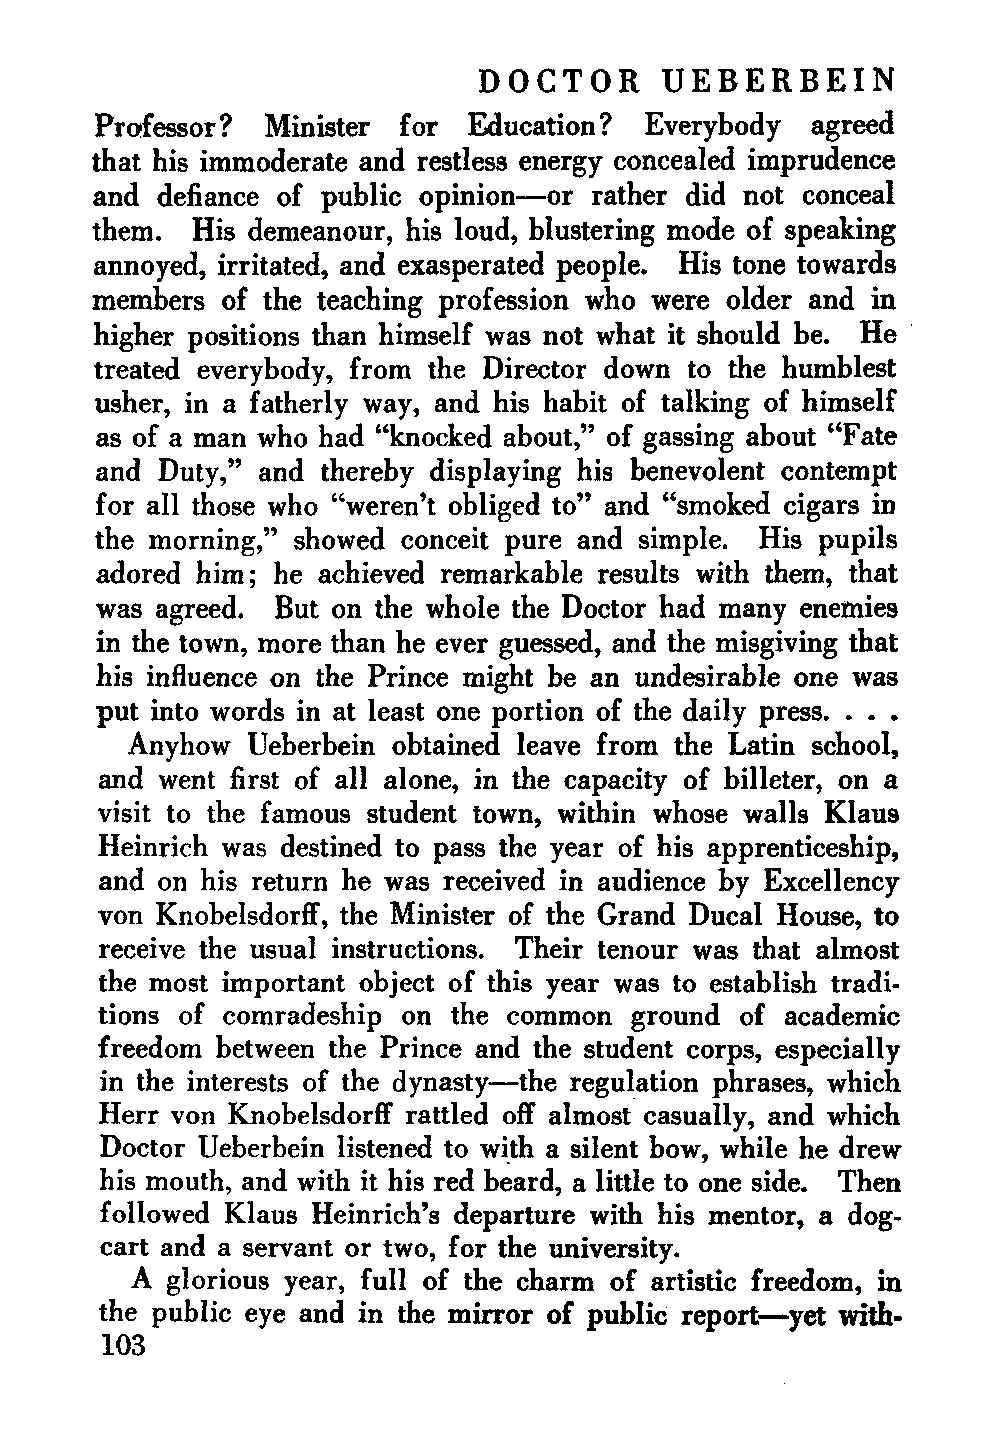 DOCTOR UEBERBEIN
Professor? Minister for Education? Everybody agreed
that his immoderate and restless energy concealed imprudence
and defiance of public opinion—or rather did not conceal
them. His demeanour, his loud, blustering mode of speaking
annoyed, irritated, and exasperated people. His tone towards
members of the teaching profession who were older and in
higher positions than himself was not what it should be. He
treated everybody, from the Director down to the humblest
usher, in a fatherly way, and his habit of talking of himself
as of a man who had “knocked about,” of gassing about “Fate
and Duty,” and thereby displaying his benevolent contempt
for all those who “weren’t obliged to” and “smoked cigars in
the morning,” showed conceit pure and simple. His pupils
adored him; he achieved remarkable results with them, that
was agreed. But on the whole the Doctor had many enemies
in the town, more than he ever guessed, and the misgiving that
his influence on the Prince might be an undesirable one was
put into words in at least one portion of the daily press. . . .
Anyhow Ueberbein obtained leave from the Latin school,
and went first of all alone, in the capacity of billeter, on a
visit to the famous student town, within whose walls Klaus
Heinrich was destined to pass the year of his apprenticeship,
and on his return he was received in audience by Excellency
von Knobelsdorff, the Minister of the Grand Ducal House, to
receive the usual instructions. Their tenour was that almost
the most important object of this year was to establish tradi-
tions of comradeship on the common ground of academic
freedom between the Prince and the student corps, especially
in the interests of the dynasty—the regulation phrases, which
Herr von Knobelsdorff rattled off almost casually, and which
Doctor Ueberbein listened to with a silent bow, while he drew
his mouth, and with it his red beard, a little to one side. Then
followed Klaus Heinrich’s departure with his mentor, a dog-
cart and a servant or two, for the university.
A glorious year, full of the charm of artistic freedom, in
the public eye and in the mirror of public report—yet with-
103